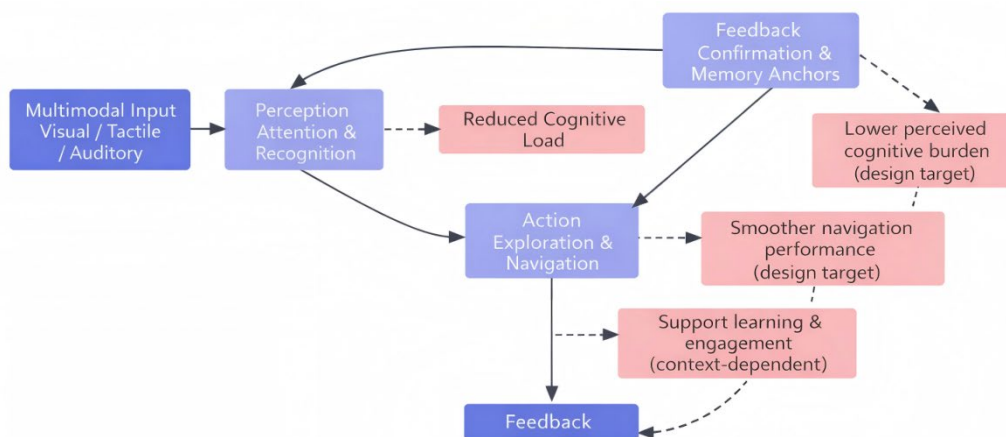 Feedback
Confirmation &
Memory Anchors
Multimodal Input
Visual / Tactile
/ Auditory
Perception
Attention &
Recognition
Reduced Cognitive
Load
Lower perceived
cognitive burden
(design target)
Action
Exploration &
Navigation
Smoother navigation
performance
(design target)
Support learning &
engagement
(context-dependent)
Feedback